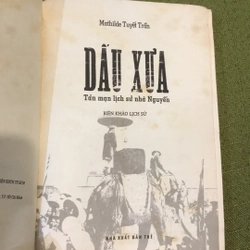 Mathilde Tuyết Trần
DẤU XƯA
Tản mạn lịch sử nhà Nguyễn
BIÊN KHẢO LỊCH SỬ
NHÀ XUẤT BẢN TRẺ